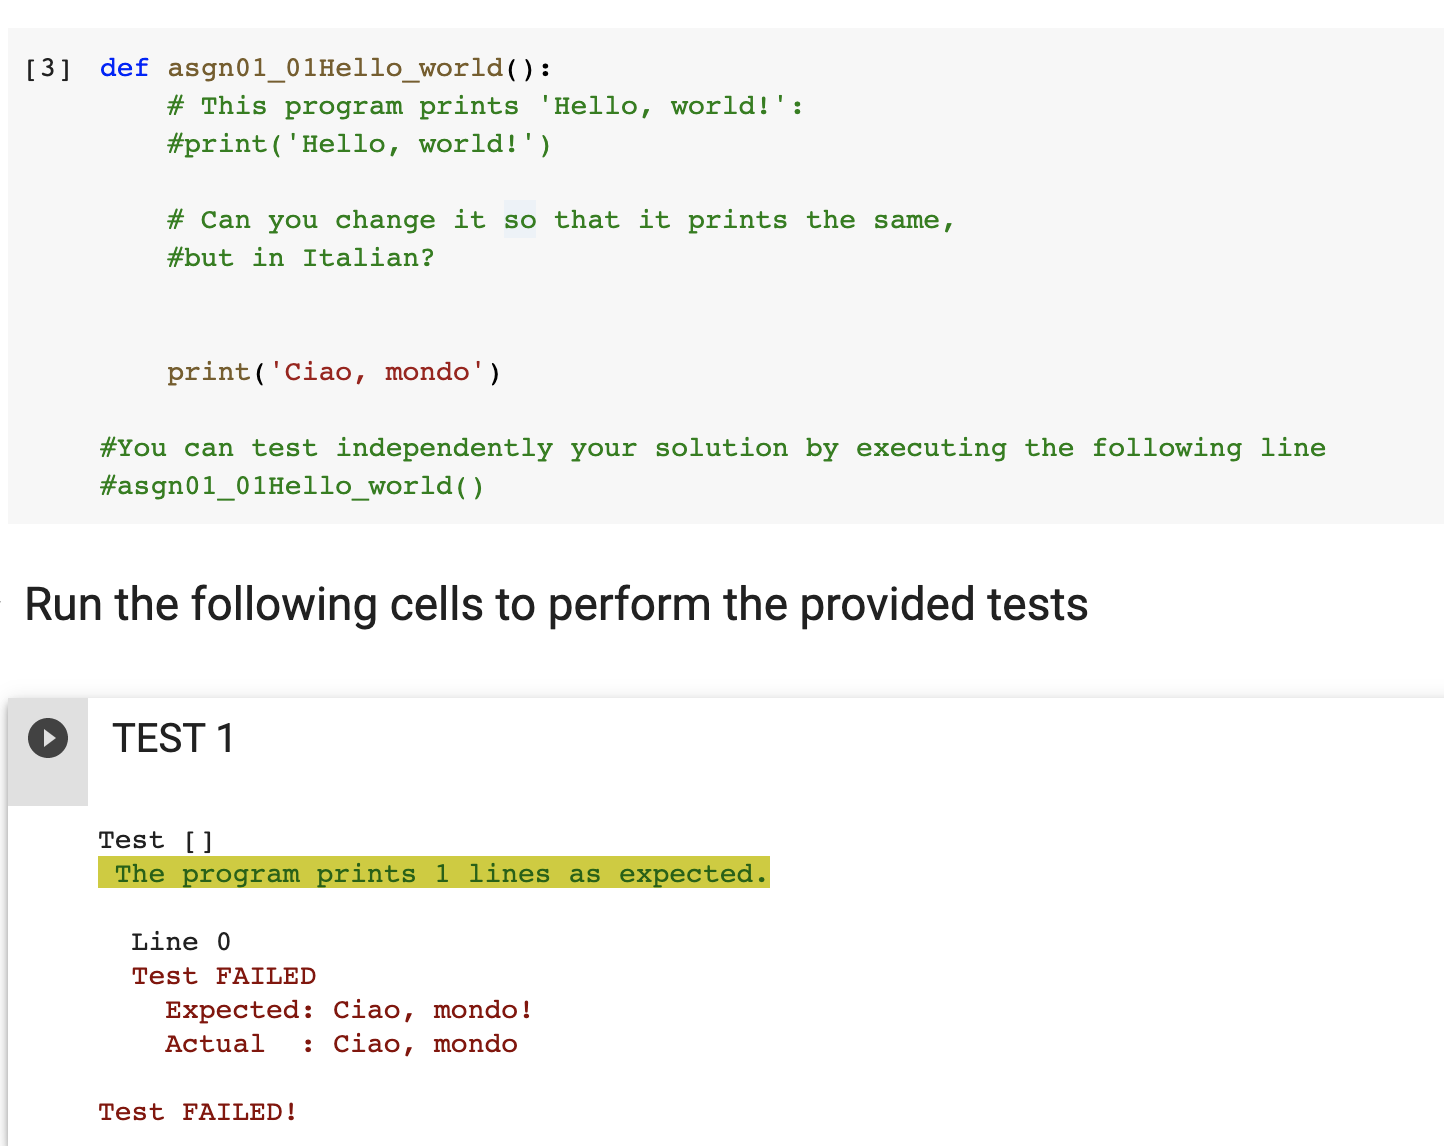 [3] def asgn01_01Hello_world():
# This program prints 'Hello, world!':
#print('Hello, world!')
# Can you change it so that it prints the same,
#but in Italian?
print('Ciao, mondo')
#You can test independently your solution by executing the following line
#asgn01_01Hello_world()
Run the following cells to perform the provided tests
TEST 1
Test []
The program prints 1 lines as expected.
Line 0
Test FAILED
Expected: Ciao, mondo!
Actual  : Ciao, mondo
Test FAILED!